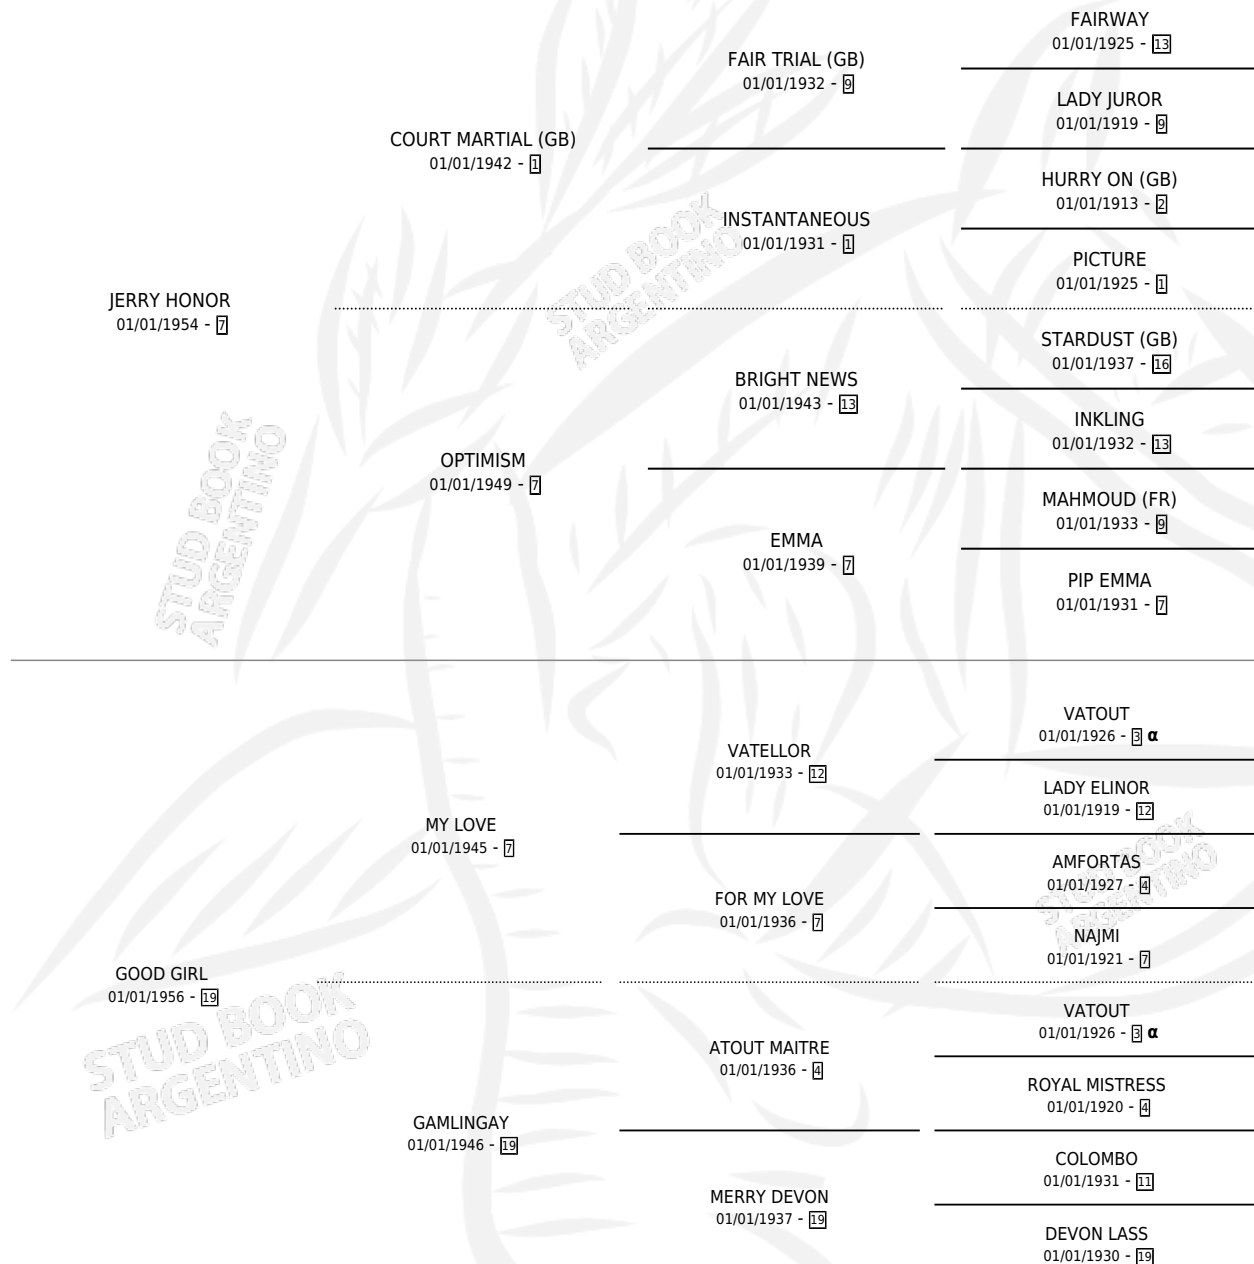 FAIRWAY
01/01/1925 - 13
FAIR TRIAL (GB)
01/01/1932 - 9
LADY JUROR
01/01/1919 - 9
COURT MARTIAL (GB)
01/01/1942 - 1
HURRY ON (GB)
01/01/1913 - 2
INSTANTANEOUS
01/01/1931 - 1
PICTURE
01/01/1925 - 1
JERRY HONOR
01/01/1954 - 7
STUD BOOK
ARGENTINO
STARDUST (GB)
01/01/1937 - 16
BRIGHT NEWS
01/01/1943 - 13
INKLING
01/01/1932 - 13
OPTIMISM
01/01/1949 - 7
MAHMOUD (FR)
01/01/1933 - 9
EMMA
01/01/1939 - 7
PIP EMMA
01/01/1931 - 7
STUD BOOK
ARGENTINO
VATOUT
01/01/1926 - 3 α
VATELLOR
01/01/1933 - 12
LADY ELINOR
01/01/1919 - 12
MY LOVE
01/01/1945 - 7
AMFORTAS
01/01/1927 - 4
FOR MY LOVE
01/01/1936 - 7
NAJMI
01/01/1921 - 7
STUD BOOK
ARGENTINO
GOOD GIRL
01/01/1956 - 19
VATOUT
01/01/1926 - 3 α
ATOUT MAITRE
01/01/1936 - 4
ROYAL MISTRESS
01/01/1920 - 4
STUD BOOK
ARGENTINO
GAMLINGAY
01/01/1946 - 19
COLOMBO
01/01/1931 - 11
MERRY DEVON
01/01/1937 - 19
DEVON LASS
01/01/1930 - 19